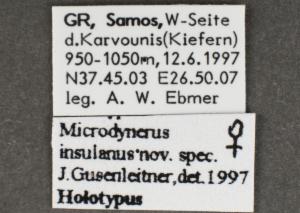 GR, Samos, W-Seite
d.Karvounis(Kiefern)
950-1050m, 12.6.1997
N37.45.03 E26.50.07
leg. A. W. Ebmer
Microdynerus ♀
insulanus nov. spec.
J.Gusenleitner, det.1997
Holotypus